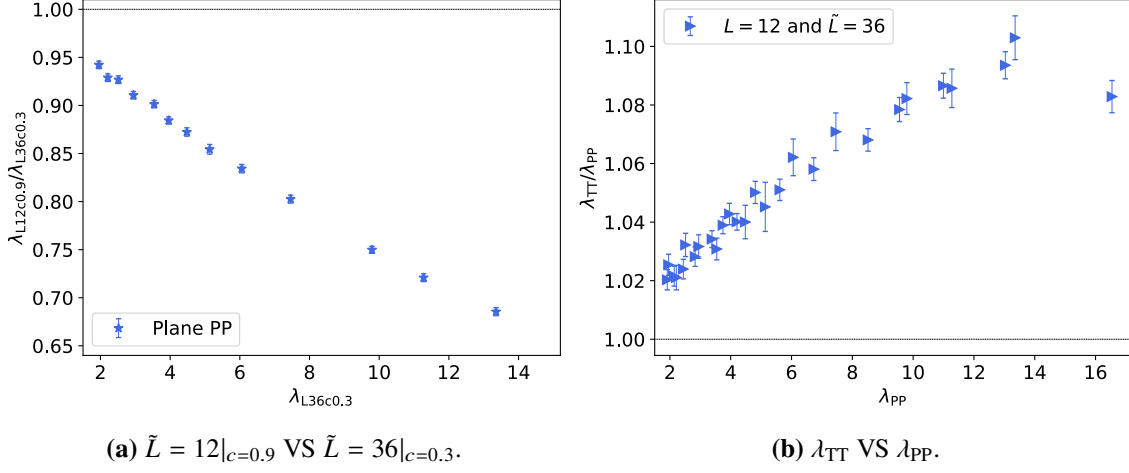 1.00
0.95
0.90
0.85
0.80
0.75
0.70
0.65
λL12c0.9/λL36c0.3
Plane PP
2 4 6 8 10 12 14
λL36c0.3
1.10
1.08
1.06
1.04
1.02
1.00
λTT/λPP
L = 12 and L̃ = 36
2 4 6 8 10 12 14 16
λPP
(a) L̃ = 12|c=0.9 VS L̃ = 36|c=0.3.
(b) λTT VS λPP.